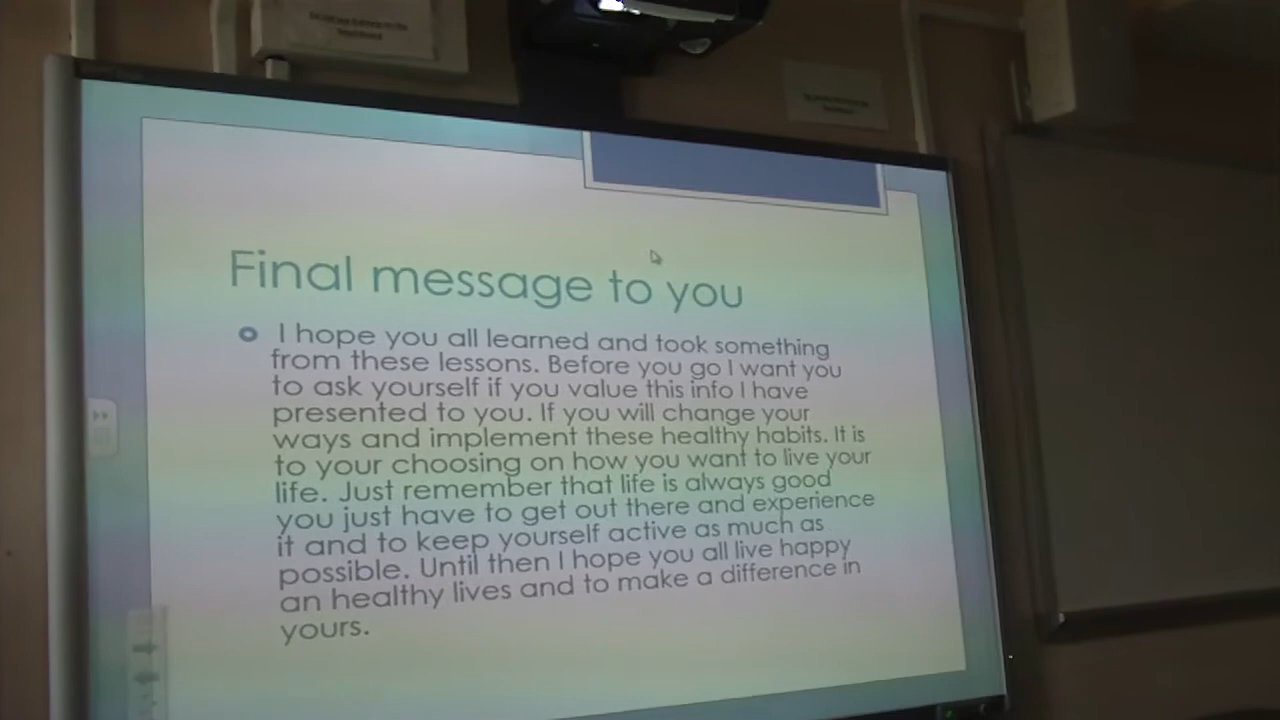 Final message to you
I hope you all learned and took something
from these lessons. Before you go I want you
to ask yourself if you value this info I have
presented to you. If you will change your
ways and implement these healthy habits. It is
to your choosing on how you want to live your
life. Just remember that life is always good
you just have to get out there and experience
it and to keep yourself active as much as
possible. Until then I hope you all live happy
an healthy lives and to make a difference in
yours.